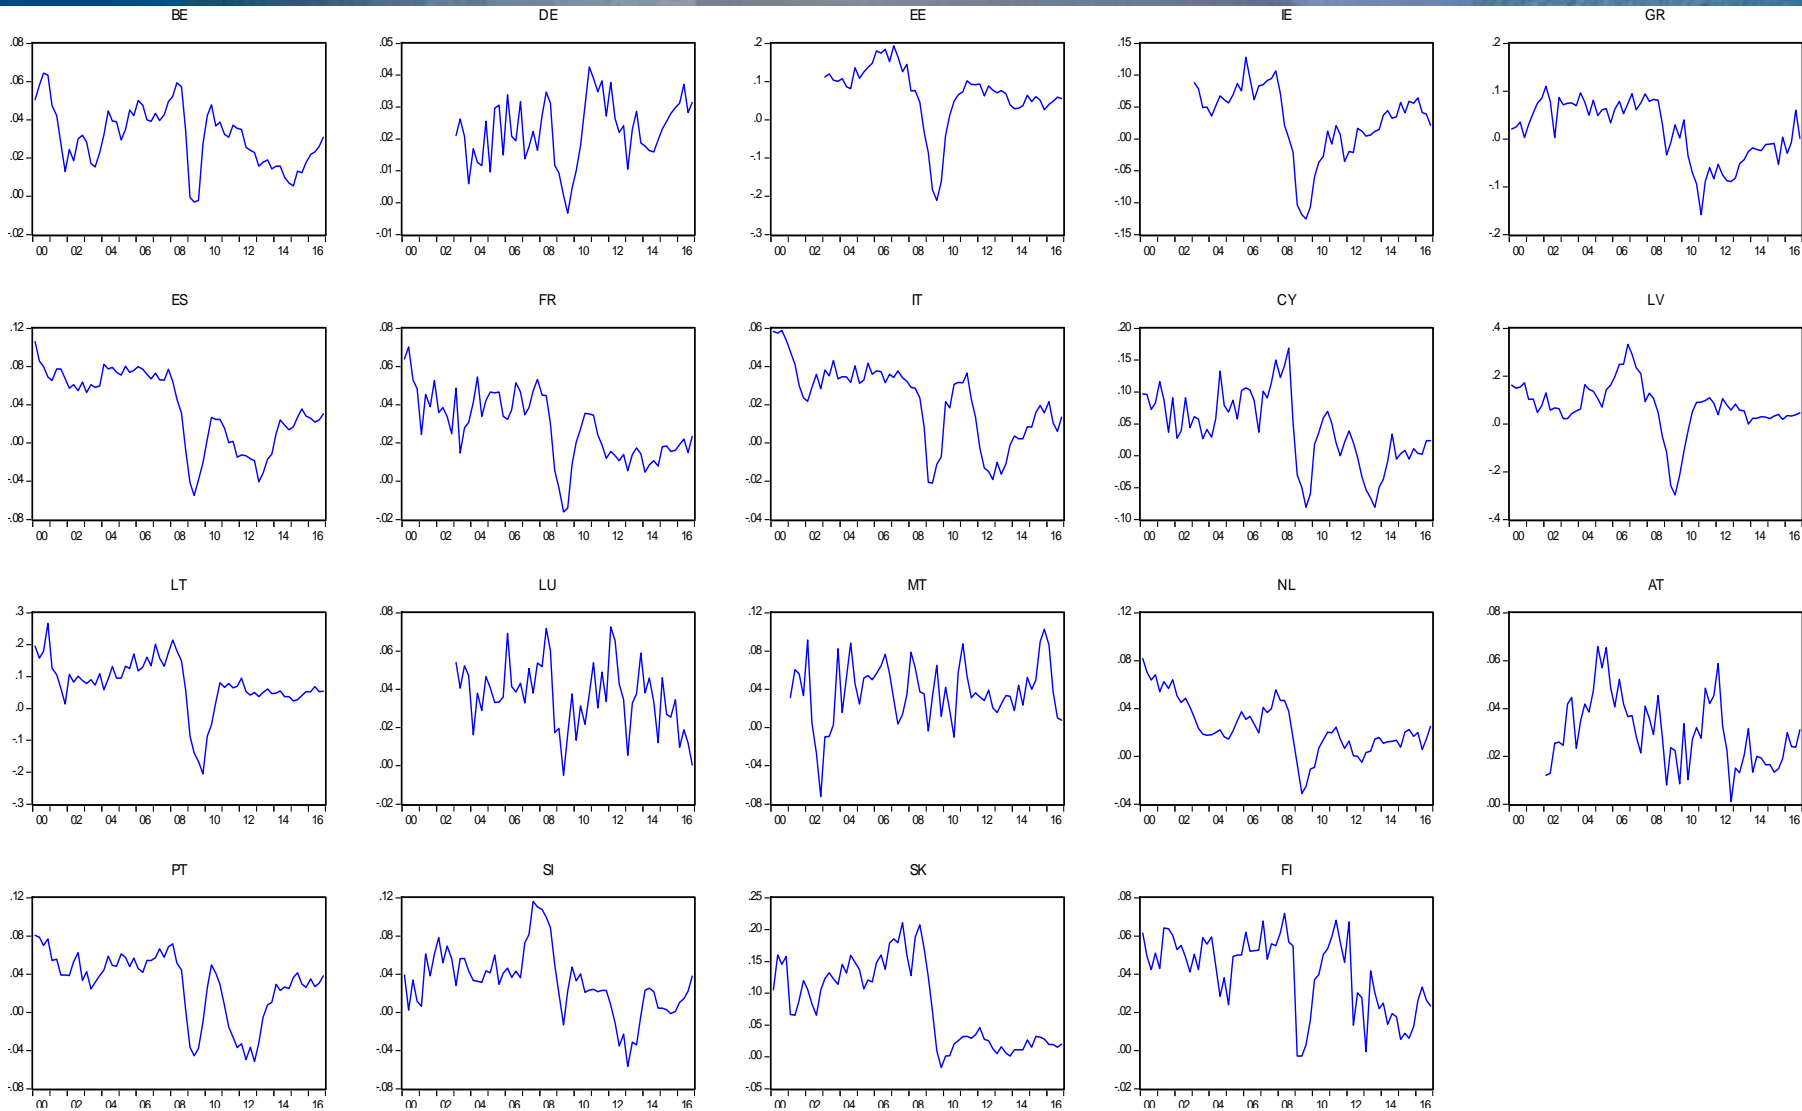 BE DE EE IE GR
.08 .05 .2 .15 .2
.06 .04 .1 .10 .1
.04 .03 .0 .05 .0
.02 .02 -.1 .00 -.1
.00 .01 -.2 -.05 -.2
-.02 .00 -.3 -.10
-.01 -.15
00 02 04 06 08 10 12 14 16 00 02 04 06 08 10 12 14 16 00 02 04 06 08 10 12 14 16 00 02 04 06 08 10 12 14 16 00 02 04 06 08 10 12 14 16
ES FR IT CY LV
.12 .08 .06 .20 .4
.08 .06 .04 .15 .2
.04 .04 .02 .10 .0
.00 .02 .00 .05 -.2
-.04 .00 -.02 .00 -.4
-.08 -.02 -.04 -.05
-.10
00 02 04 06 08 10 12 14 16 00 02 04 06 08 10 12 14 16 00 02 04 06 08 10 12 14 16 00 02 04 06 08 10 12 14 16 00 02 04 06 08 10 12 14 16
LT LU MT NL AT
.3 .08 .12 .12 .08
.2 .06 .08 .08 .06
.1 .04 .04 .04 .04
.0 .02 .00 .00 .02
-.1 .00 -.04 -.04 .00
-.2 -.02 -.08
-.3
00 02 04 06 08 10 12 14 16 00 02 04 06 08 10 12 14 16 00 02 04 06 08 10 12 14 16 00 02 04 06 08 10 12 14 16 00 02 04 06 08 10 12 14 16
PT SI SK FI
.12 .12 .25 .08
.08 .08 .20 .06
.04 .04 .15 .04
.00 .00 .10 .02
-.04 -.04 .05 .00
-.08 -.08 .00 -.02
-.05
00 02 04 06 08 10 12 14 16 00 02 04 06 08 10 12 14 16 00 02 04 06 08 10 12 14 16 00 02 04 06 08 10 12 14 16